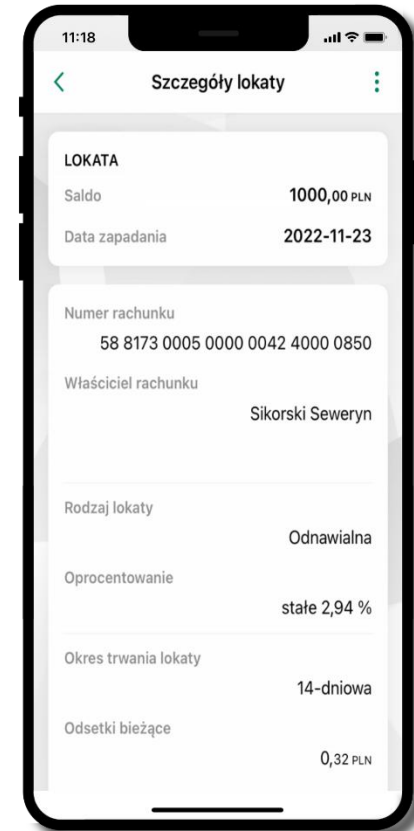 11:18
Szczegóły lokaty
LOKATA
Saldo 1000,00 PLN
Data zapadania 2022-11-23
Numer rachunku
58 8173 0005 0000 0042 4000 0850
Właściciel rachunku
Sikorski Seweryn
Rodzaj lokaty
Odnawialna
Oprocentowanie
stałe 2,94 %
Okres trwania lokaty
14-dniowa
Odsetki bieżące
0,32 PLN